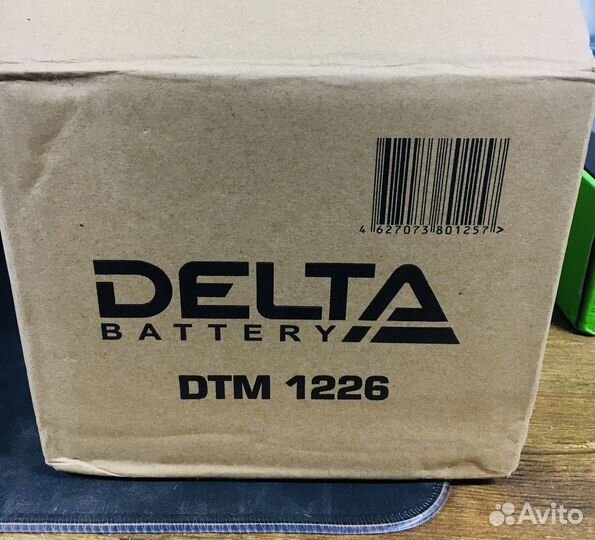 4 627073 801257 >
DELTA
BATTERY
DTM 1226
Avito